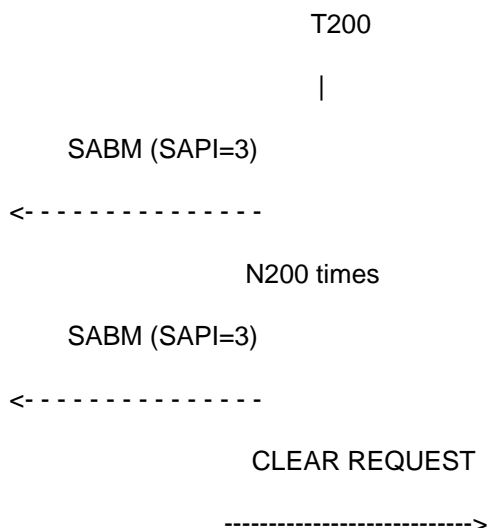 T200
|
SABM (SAPI=3)
<- - - - - - - - - - - - - - -
N200 times
SABM (SAPI=3)
<- - - - - - - - - - - - - - -
CLEAR REQUEST
---------------------------->